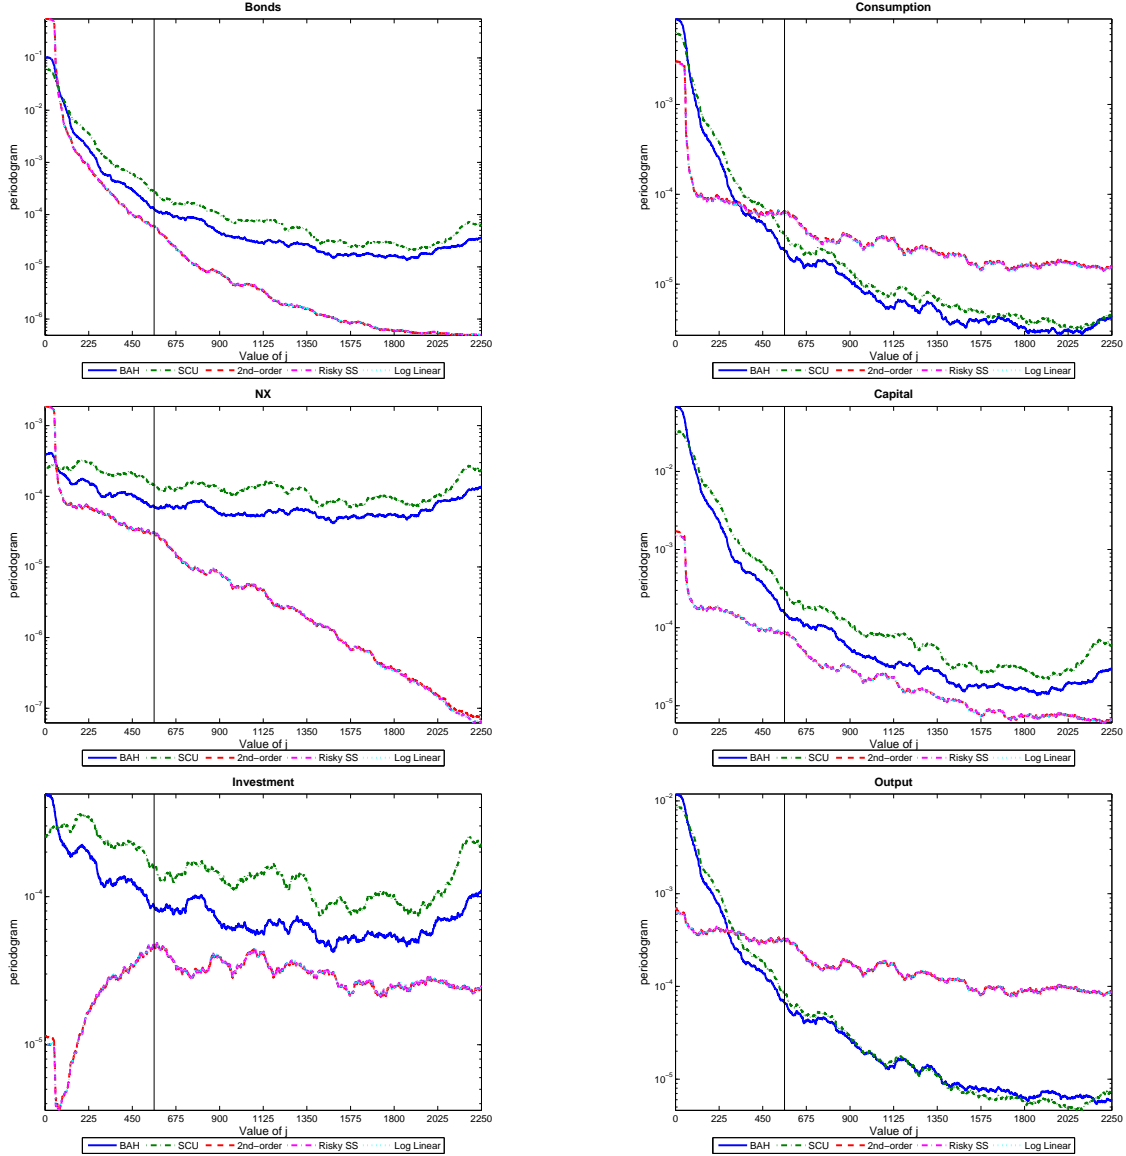 Bonds
periodogram
10^-1
10^-2
10^-3
10^-4
10^-5
10^-6
0 225 450 675 900 1125 1350 1575 1800 2025 2250
Value of j
BAH SCU 2nd-order Risky SS Log Linear
Consumption
periodogram
10^-3
10^-4
10^-5
0 225 450 675 900 1125 1350 1575 1800 2025 2250
Value of j
BAH SCU 2nd-order Risky SS Log Linear
NX
periodogram
10^-3
10^-4
10^-5
10^-6
10^-7
0 225 450 675 900 1125 1350 1575 1800 2025 2250
Value of j
BAH SCU 2nd-order Risky SS Log Linear
Capital
periodogram
10^-2
10^-3
10^-4
10^-5
0 225 450 675 900 1125 1350 1575 1800 2025 2250
Value of j
BAH SCU 2nd-order Risky SS Log Linear
Investment
periodogram
10^-4
10^-5
0 225 450 675 900 1125 1350 1575 1800 2025 2250
Value of j
BAH SCU 2nd-order Risky SS Log Linear
Output
periodogram
10^-2
10^-3
10^-4
10^-5
0 225 450 675 900 1125 1350 1575 1800 2025 2250
Value of j
BAH SCU 2nd-order Risky SS Log Linear